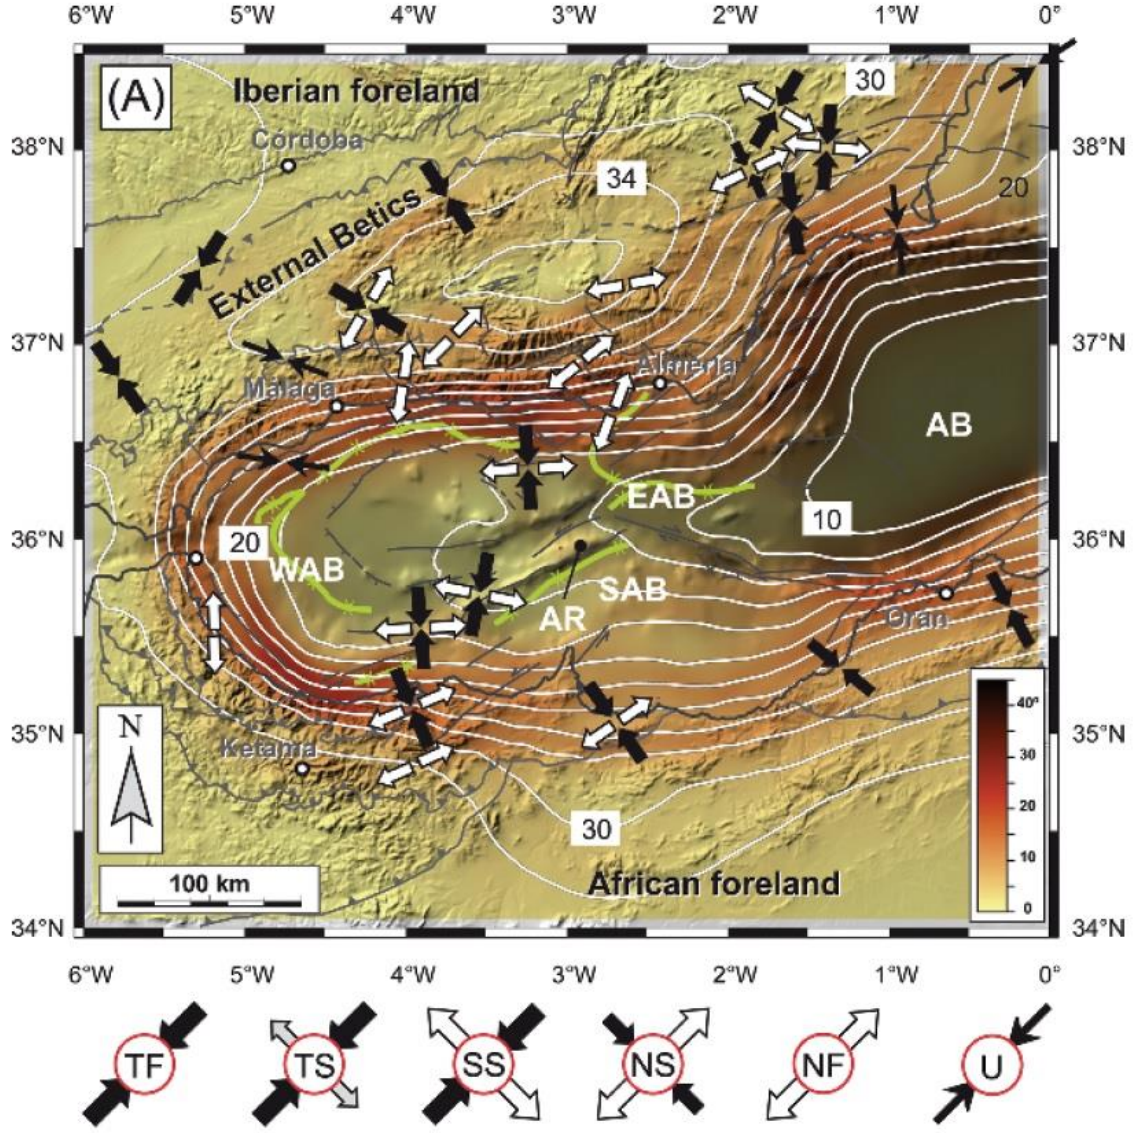 6°W 5°W 4°W 3°W 2°W 1°W 0°
(A) Iberian foreland 30
Córdoba
38°N 38°N
34 20
External Betics
37°N 37°N
Almería
Málaga
AB
EAB
10
36°N 20 36°N
WAB
SAB
AR Orán
40°
N 35°N 35°N
Ketama 30
20
30
100 km 10
African foreland
0
34°N 34°N
6°W 5°W 4°W 3°W 2°W 1°W 0°
TF TS SS NS NF U